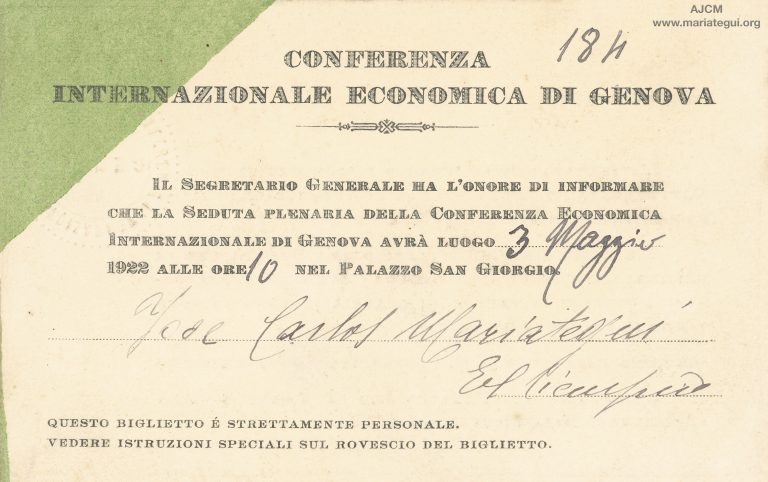 AJCM
www.mariategui.org
184
CONFERENZA
INTERNAZIONALE ECONOMICA DI GENOVA
IL SEGRETARIO GENERALE HA L'ONORE DI INFORMARE
CHE LA SEDUTA PLENARIA DELLA CONFERENZA ECONOMICA
INTERNAZIONALE DI GENOVA AVRÀ LUOGO 3 Maggio
1922 ALLE ORE 10 NEL PALAZZO SAN GIORGIO.
Jose Carlos Mariategui
El Tiempo
QUESTO BIGLIETTO É STRETTAMENTE PERSONALE.
VEDERE ISTRUZIONI SPECIALI SUL ROVESCIO DEL BIGLIETTO.